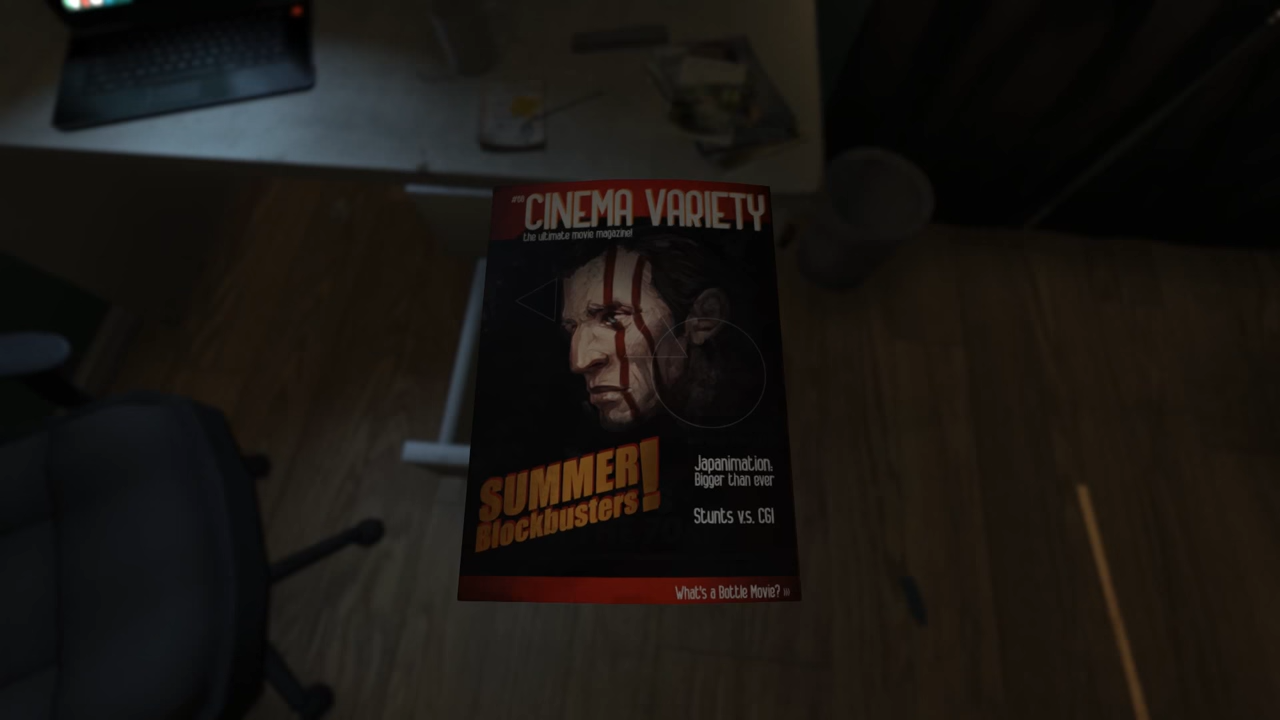 CINEMA VARIETY
the ultimate movie magazine!
SUMMER!
Blockbusters
Japanimation:
Bigger than ever
Stunts v.s. CGI
What's a Bottle Movie?